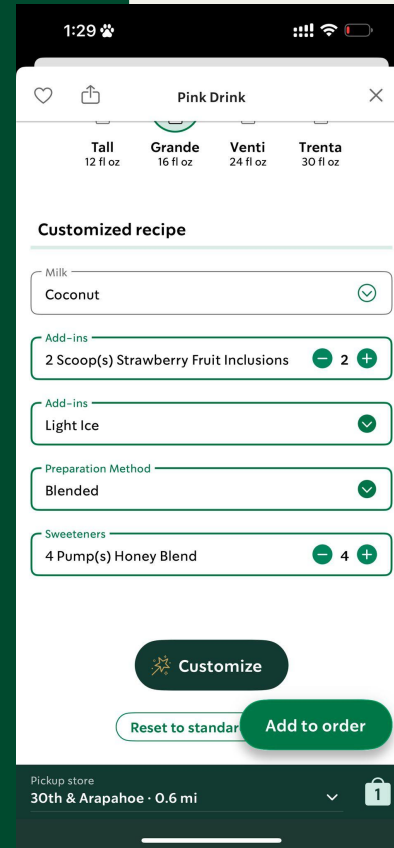 1:29
Pink Drink
Tall
12 fl oz
Grande
16 fl oz
Venti
24 fl oz
Trenta
30 fl oz
Customized recipe
Milk
Coconut
Add-ins
2 Scoop(s) Strawberry Fruit Inclusions
2
Add-ins
Light Ice
Preparation Method
Blended
Sweeteners
4 Pump(s) Honey Blend
4
Customize
Reset to standar
Add to order
Pickup store
30th & Arapahoe · 0.6 mi
1